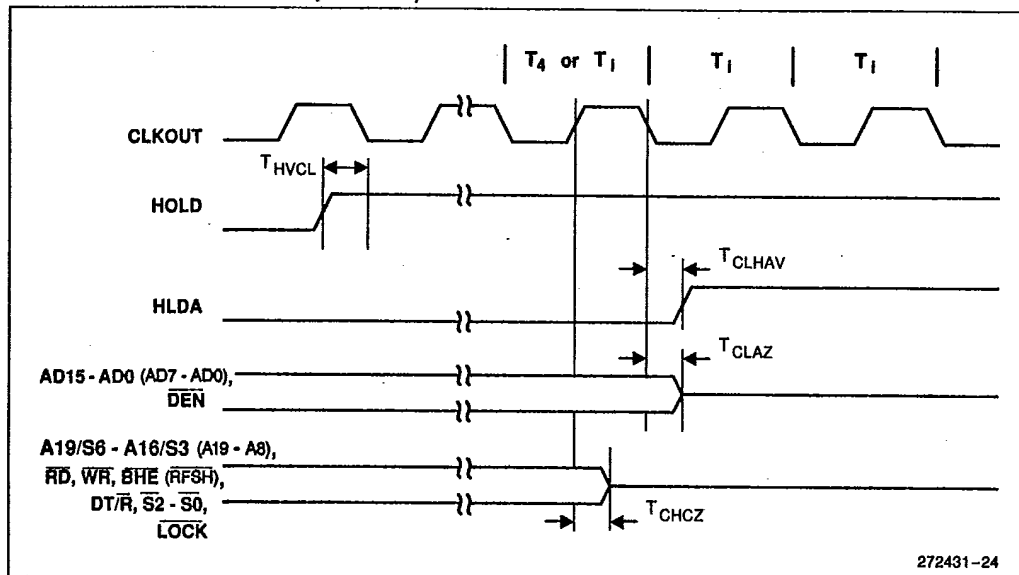 T4 or Ti
Ti
Ti
CLKOUT
THVCL
HOLD
TCLHAV
HLDA
TCLAZ
AD15 - AD0 (AD7 - AD0),
DEN
A19/S6 - A16/S3 (A19 - A8),
RD, WR, BHE (RFSH),
DT/R, S2 - S0,
LOCK
TCHCZ
272431-24